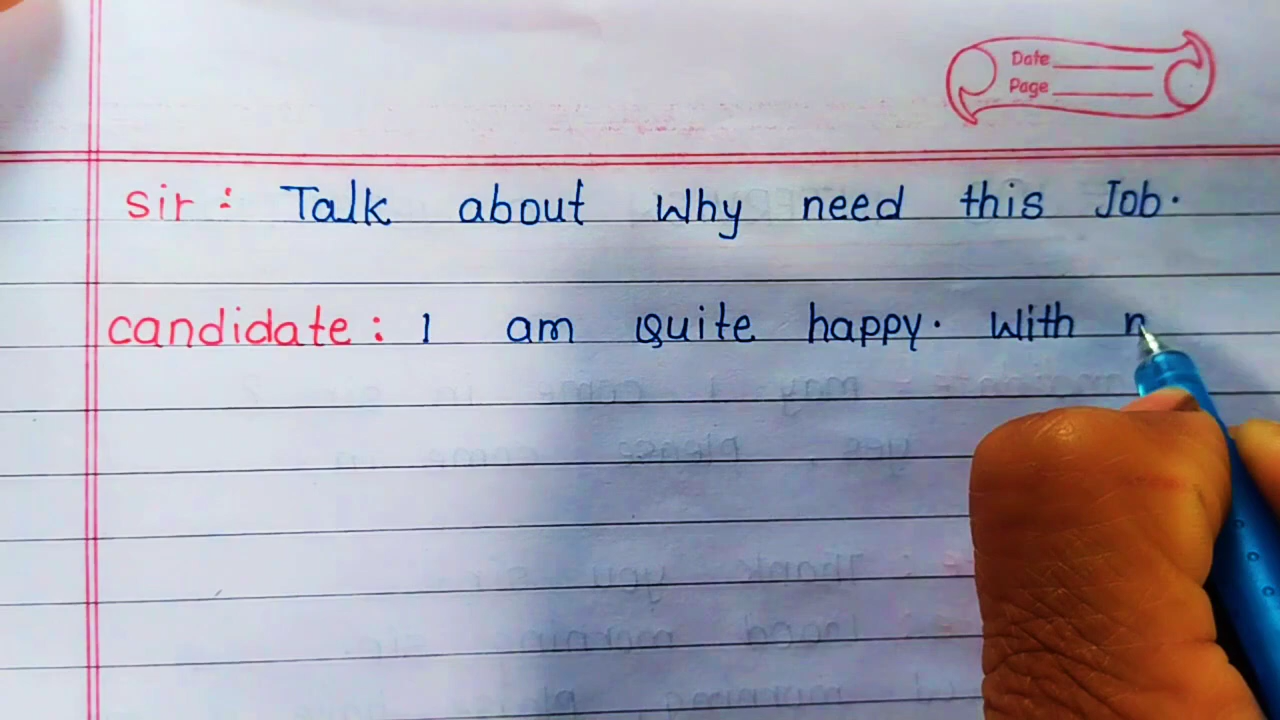 Date
Page
sir : Talk about Why need this Job.
candidate : I am quite happy. With